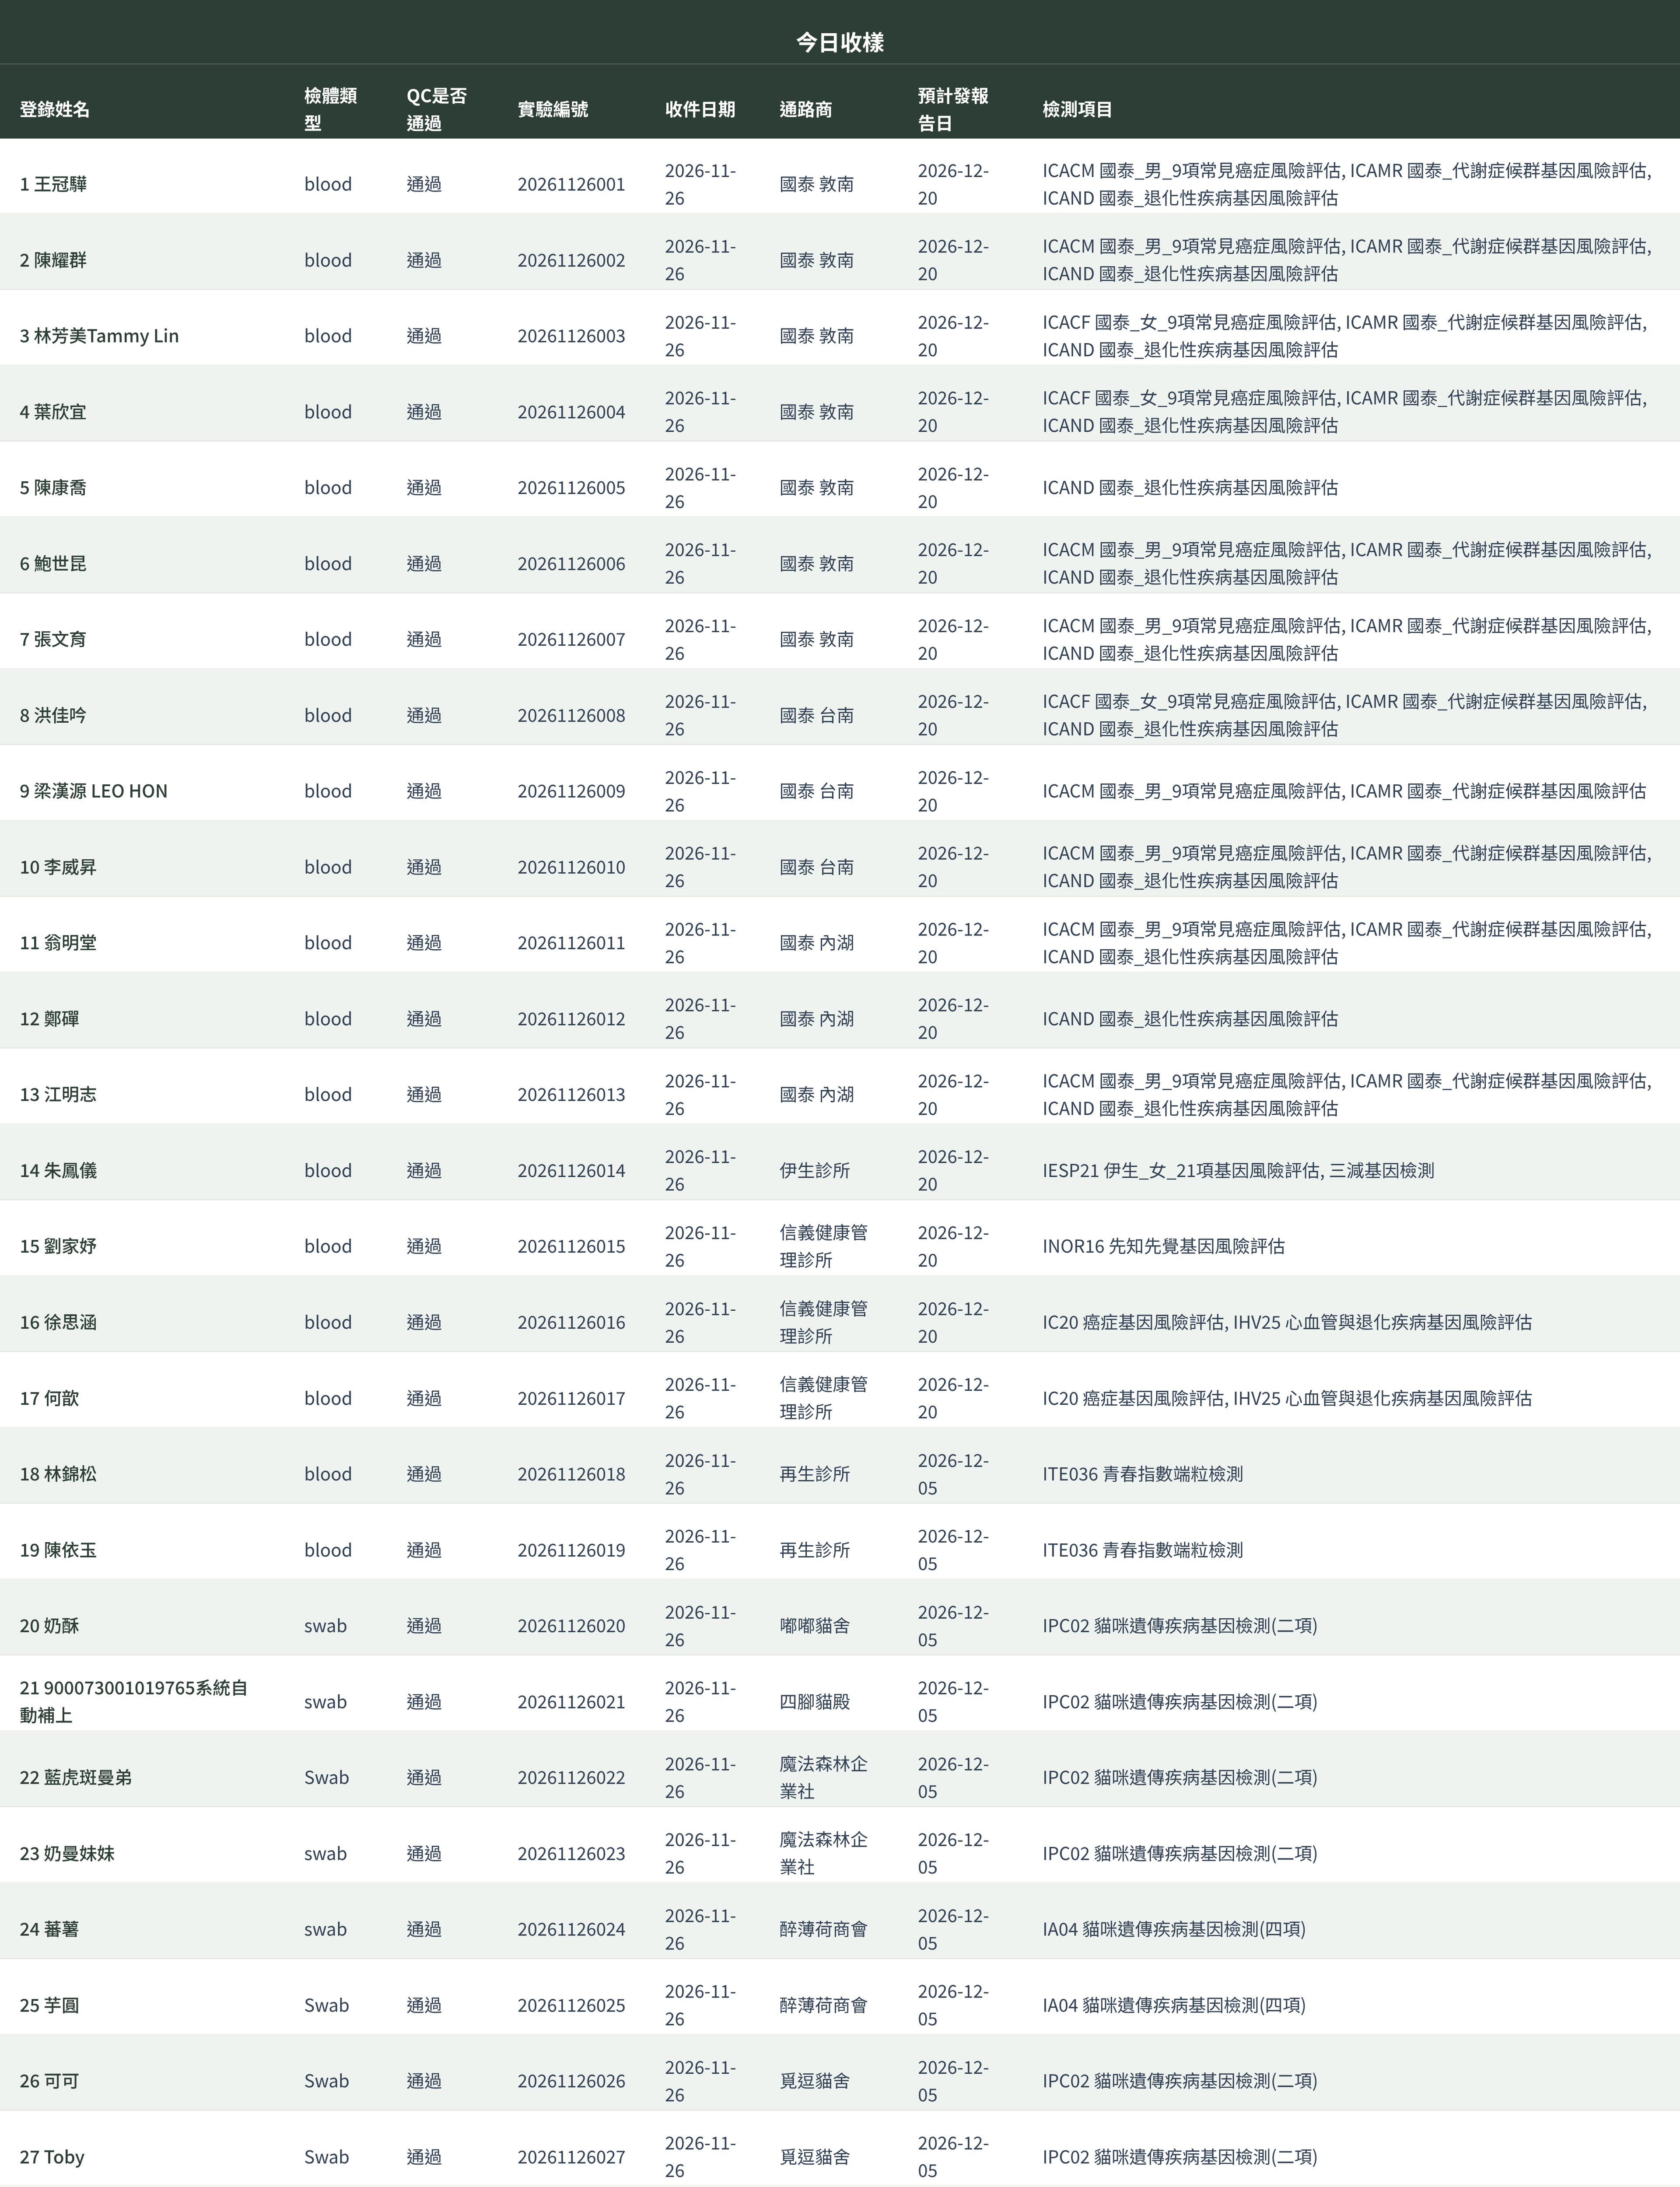 今日收樣
登錄姓名 檢體類型 QC是否通過 實驗編號 收件日期 通路商 預計發報告日 檢測項目
1 王冠驊 blood 通過 20261126001 2026-11-26 國泰 敦南 2026-12-20 ICACM 國泰_男_9項常見癌症風險評估, ICAMR 國泰_代謝症候群基因風險評估, ICAND 國泰_退化性疾病基因風險評估
2 陳耀群 blood 通過 20261126002 2026-11-26 國泰 敦南 2026-12-20 ICACM 國泰_男_9項常見癌症風險評估, ICAMR 國泰_代謝症候群基因風險評估, ICAND 國泰_退化性疾病基因風險評估
3 林芳美Tammy Lin blood 通過 20261126003 2026-11-26 國泰 敦南 2026-12-20 ICACF 國泰_女_9項常見癌症風險評估, ICAMR 國泰_代謝症候群基因風險評估, ICAND 國泰_退化性疾病基因風險評估
4 葉欣宜 blood 通過 20261126004 2026-11-26 國泰 敦南 2026-12-20 ICACF 國泰_女_9項常見癌症風險評估, ICAMR 國泰_代謝症候群基因風險評估, ICAND 國泰_退化性疾病基因風險評估
5 陳康喬 blood 通過 20261126005 2026-11-26 國泰 敦南 2026-12-20 ICAND 國泰_退化性疾病基因風險評估
6 鮑世昆 blood 通過 20261126006 2026-11-26 國泰 敦南 2026-12-20 ICACM 國泰_男_9項常見癌症風險評估, ICAMR 國泰_代謝症候群基因風險評估, ICAND 國泰_退化性疾病基因風險評估
7 張文育 blood 通過 20261126007 2026-11-26 國泰 敦南 2026-12-20 ICACM 國泰_男_9項常見癌症風險評估, ICAMR 國泰_代謝症候群基因風險評估, ICAND 國泰_退化性疾病基因風險評估
8 洪佳吟 blood 通過 20261126008 2026-11-26 國泰 台南 2026-12-20 ICACF 國泰_女_9項常見癌症風險評估, ICAMR 國泰_代謝症候群基因風險評估, ICAND 國泰_退化性疾病基因風險評估
9 梁漢源 LEO HON blood 通過 20261126009 2026-11-26 國泰 台南 2026-12-20 ICACM 國泰_男_9項常見癌症風險評估, ICAMR 國泰_代謝症候群基因風險評估
10 李威昇 blood 通過 20261126010 2026-11-26 國泰 台南 2026-12-20 ICACM 國泰_男_9項常見癌症風險評估, ICAMR 國泰_代謝症候群基因風險評估, ICAND 國泰_退化性疾病基因風險評估
11 翁明堂 blood 通過 20261126011 2026-11-26 國泰 內湖 2026-12-20 ICACM 國泰_男_9項常見癌症風險評估, ICAMR 國泰_代謝症候群基因風險評估, ICAND 國泰_退化性疾病基因風險評估
12 鄭磾 blood 通過 20261126012 2026-11-26 國泰 內湖 2026-12-20 ICAND 國泰_退化性疾病基因風險評估
13 江明志 blood 通過 20261126013 2026-11-26 國泰 內湖 2026-12-20 ICACM 國泰_男_9項常見癌症風險評估, ICAMR 國泰_代謝症候群基因風險評估, ICAND 國泰_退化性疾病基因風險評估
14 朱鳳儀 blood 通過 20261126014 2026-11-26 伊生診所 2026-12-20 IESP21 伊生_女_21項基因風險評估, 三減基因檢測
15 劉家妤 blood 通過 20261126015 2026-11-26 信義健康管理診所 2026-12-20 INOR16 先知先覺基因風險評估
16 徐思涵 blood 通過 20261126016 2026-11-26 信義健康管理診所 2026-12-20 IC20 癌症基因風險評估, IHV25 心血管與退化疾病基因風險評估
17 何歆 blood 通過 20261126017 2026-11-26 信義健康管理診所 2026-12-20 IC20 癌症基因風險評估, IHV25 心血管與退化疾病基因風險評估
18 林錦松 blood 通過 20261126018 2026-11-26 再生診所 2026-12-05 ITE036 青春指數端粒檢測
19 陳依玉 blood 通過 20261126019 2026-11-26 再生診所 2026-12-05 ITE036 青春指數端粒檢測
20 奶酥 swab 通過 20261126020 2026-11-26 嘟嘟貓舍 2026-12-05 IPC02 貓咪遺傳疾病基因檢測(二項)
21 900073001019765系統自動補上 swab 通過 20261126021 2026-11-26 四腳貓殿 2026-12-05 IPC02 貓咪遺傳疾病基因檢測(二項)
22 藍虎斑曼弟 Swab 通過 20261126022 2026-11-26 魔法森林企業社 2026-12-05 IPC02 貓咪遺傳疾病基因檢測(二項)
23 奶曼妹妹 swab 通過 20261126023 2026-11-26 魔法森林企業社 2026-12-05 IPC02 貓咪遺傳疾病基因檢測(二項)
24 蕃薯 swab 通過 20261126024 2026-11-26 醉薄荷商會 2026-12-05 IA04 貓咪遺傳疾病基因檢測(四項)
25 芋圓 Swab 通過 20261126025 2026-11-26 醉薄荷商會 2026-12-05 IA04 貓咪遺傳疾病基因檢測(四項)
26 可可 Swab 通過 20261126026 2026-11-26 覓逗貓舍 2026-12-05 IPC02 貓咪遺傳疾病基因檢測(二項)
27 Toby Swab 通過 20261126027 2026-11-26 覓逗貓舍 2026-12-05 IPC02 貓咪遺傳疾病基因檢測(二項)